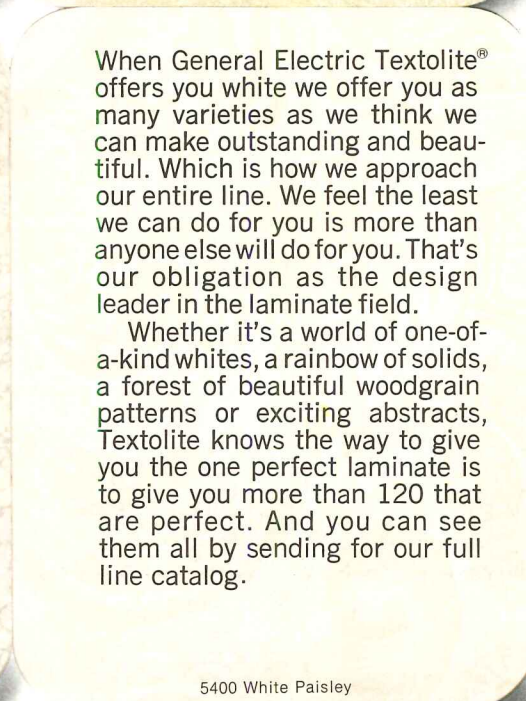 When General Electric Textolite®
offers you white we offer you as
many varieties as we think we
can make outstanding and beau-
tiful. Which is how we approach
our entire line. We feel the least
we can do for you is more than
anyone else will do for you. That's
our obligation as the design
leader in the laminate field.
Whether it's a world of one-of-
a-kind whites, a rainbow of solids,
a forest of beautiful woodgrain
patterns or exciting abstracts,
Textolite knows the way to give
you the one perfect laminate is
to give you more than 120 that
are perfect. And you can see
them all by sending for our full
line catalog.
5400 White Paisley